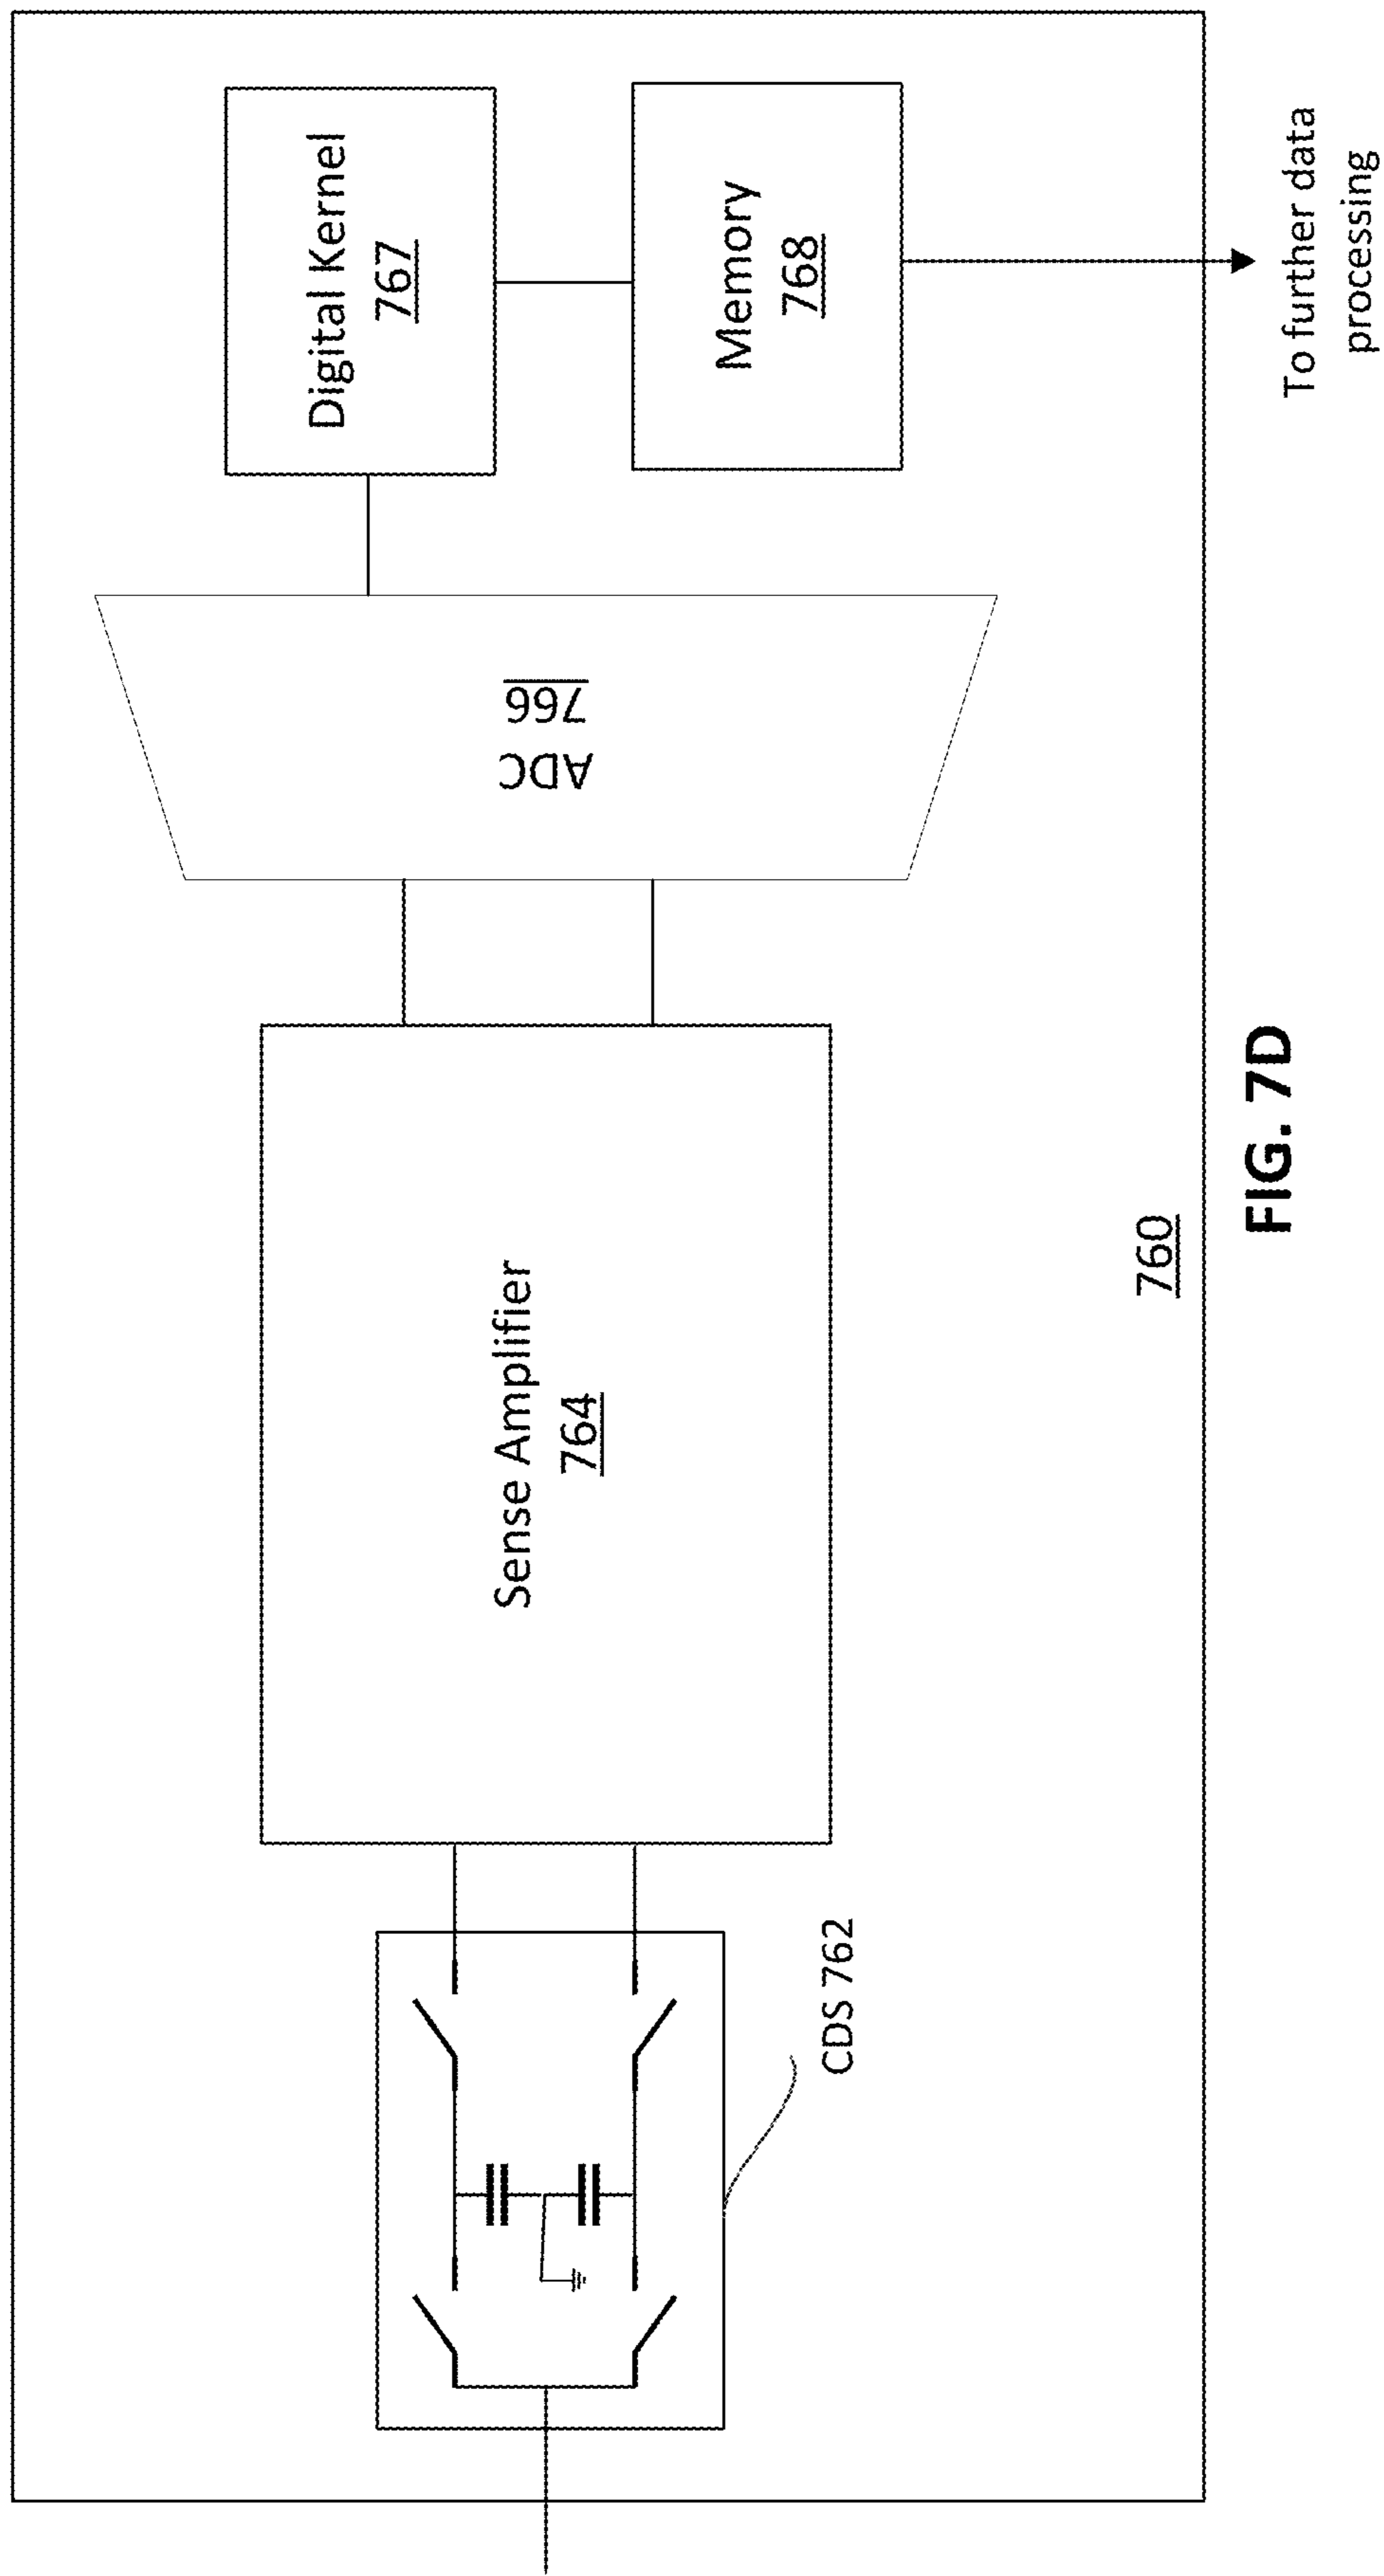 CDS 762
Sense Amplifier
764
ADC
766
Digital Kernel
767
Memory
768
760
To further data
processing
FIG. 7D